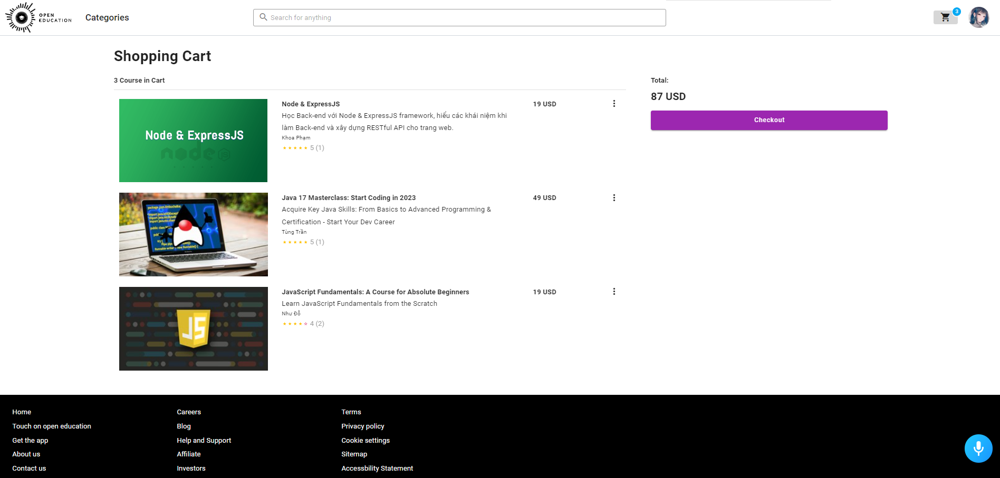 OPEN
EDUCATION
Categories
Search for anything
3
Shopping Cart
3 Course in Cart
Total:
87 USD
Checkout
Node & ExpressJS
node JS
Node & ExpressJS
19 USD
Học Back-end với Node & ExpressJS framework, hiểu các khái niệm khi
làm Back-end và xây dựng RESTful API cho trang web.
Khoa Phạm
5 (1)
Java 17 Masterclass: Start Coding in 2023
49 USD
Acquire Key Java Skills: From Basics to Advanced Programming &
Certification - Start Your Dev Career
Tùng Trần
5 (1)
JS
JavaScript Fundamentals: A Course for Absolute Beginners
19 USD
Learn JavaScript Fundamentals from the Scratch
Như Đỗ
4 (2)
Home
Touch on open education
Get the app
About us
Contact us
Careers
Blog
Help and Support
Affiliate
Investors
Terms
Privacy policy
Cookie settings
Sitemap
Accessbility Statement